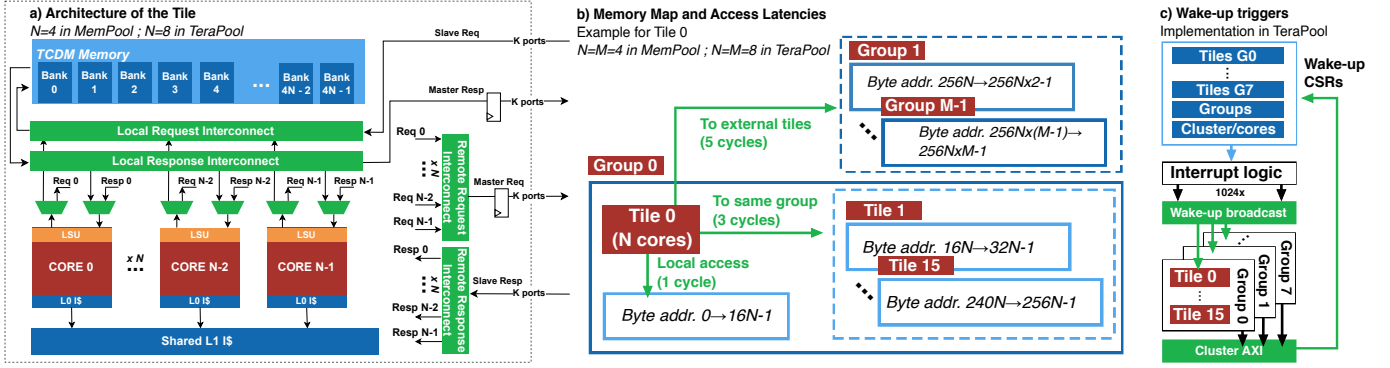 a) Architecture of the Tile
N=4 in MemPool ; N=8 in TeraPool
TCDM Memory
Bank 0
Bank 1
Bank 2
Bank 3
Bank 4
...
Bank 4N - 2
Bank 4N - 1
Local Request Interconnect
Local Response Interconnect
Req 0
Resp 0
Req N-2
Resp N-2
Req N-1
Resp N-1
LSU
CORE 0
L0 I$
x N
...
LSU
CORE N-2
L0 I$
LSU
CORE N-1
L0 I$
Shared L1 I$
Slave Req
K ports
Master Resp
K ports
Req 0
x N
...
Req N-2
Req N-1
Remote Request
Interconnect
Master Req
K ports
Resp 0
x N
...
Resp N-2
Resp N-1
Remote Response
Interconnect
Slave Resp
K ports
b) Memory Map and Access Latencies
Example for Tile 0
N=M=4 in MemPool ; N=M=8 in TeraPool
Group 1
Byte addr. 256N→256Nx2-1
Group M-1
...
Byte addr. 256Nx(M-1)→
256NxM-1
To external tiles
(5 cycles)
Group 0
Tile 0
(N cores)
To same group
(3 cycles)
Local access
(1 cycle)
Byte addr. 0→16N-1
Tile 1
Byte addr. 16N→32N-1
Tile 15
...
Byte addr. 240N→256N-1
c) Wake-up triggers
Implementation in TeraPool
Tiles G0
...
Tiles G7
Groups
Cluster/cores
Wake-up
CSRs
Interrupt logic
1024x
Wake-up broadcast
...
Tile 0
...
Tile 15
Group 0
Group 1
Group 7
Cluster AXI